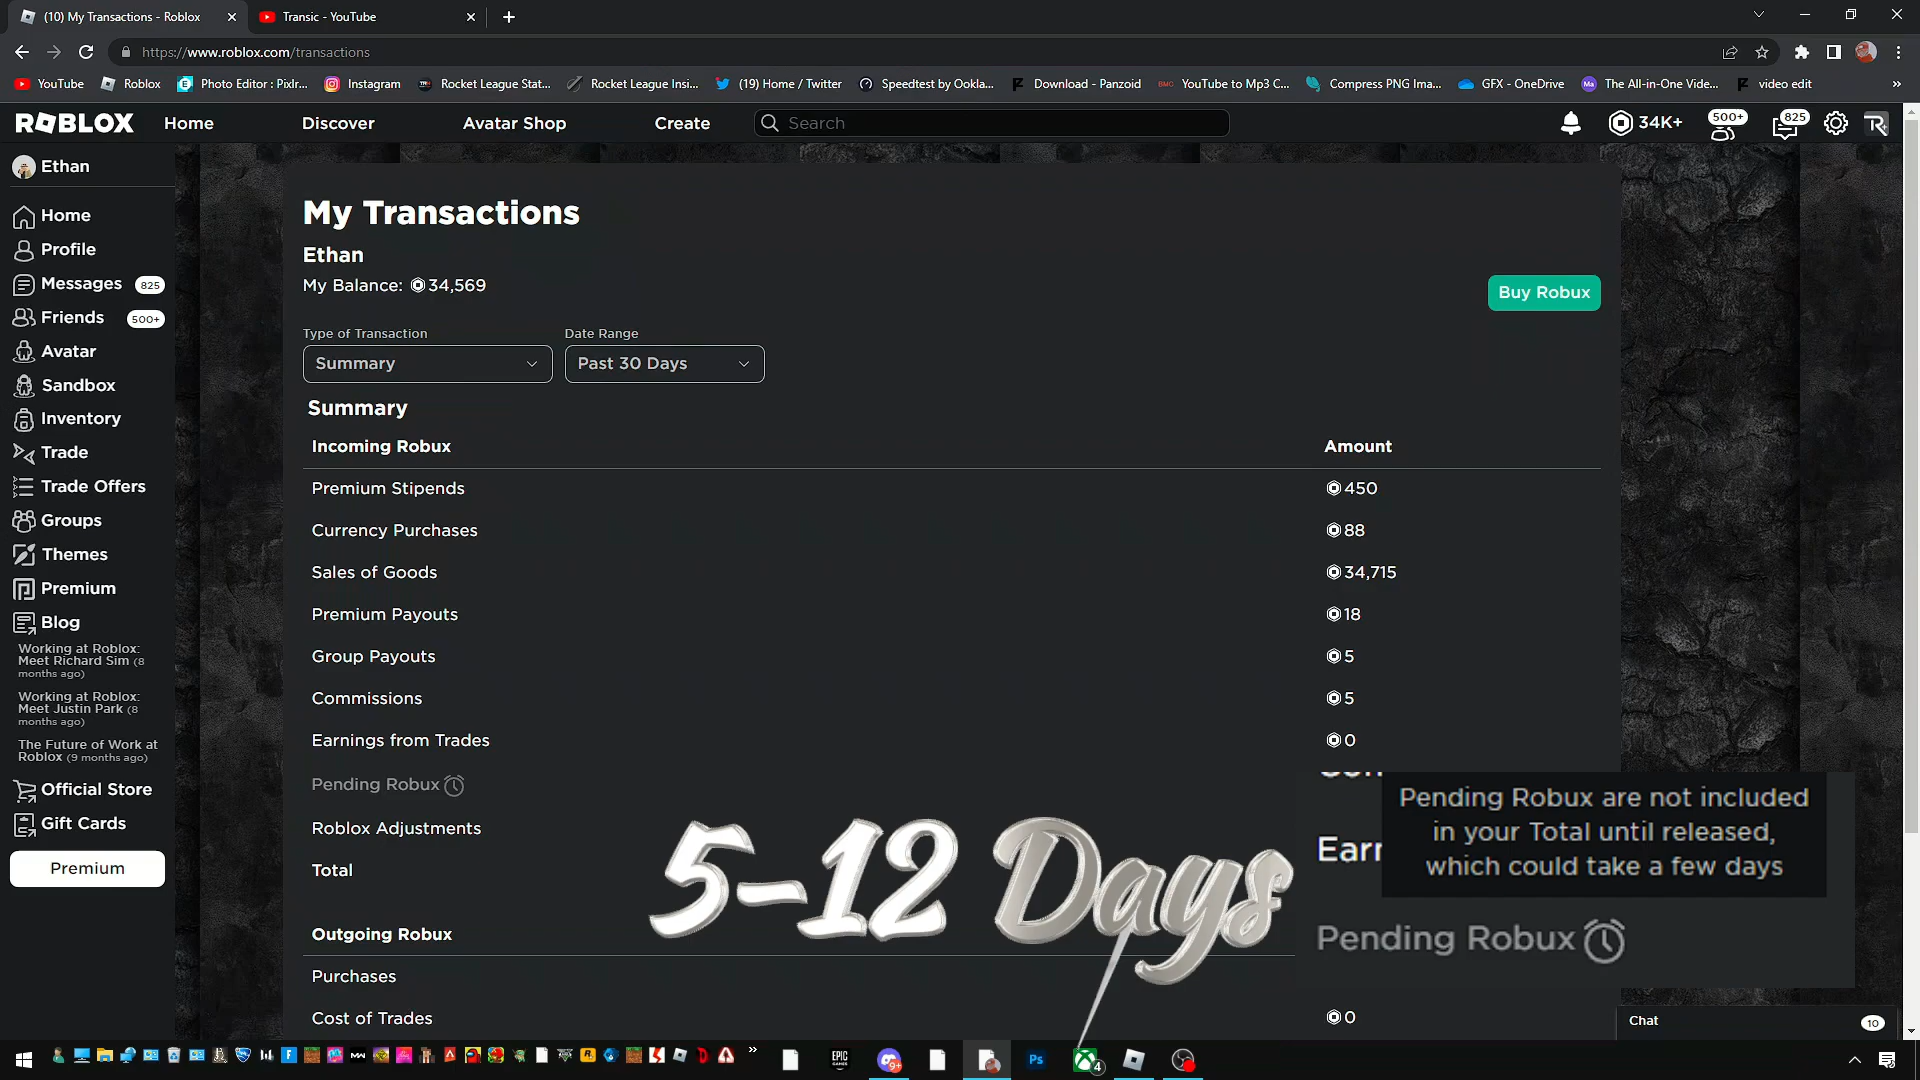 (10) My Transactions - Roblox
Transic - YouTube
https://www.roblox.com/transactions
YouTube
Roblox
Photo Editor : Pixlr...
Instagram
Rocket League Stat...
Rocket League Insi...
(19) Home / Twitter
Speedtest by Ookla...
Download - Panzoid
YouTube to Mp3 C...
Compress PNG Ima...
GFX - OneDrive
The All-in-One Vide...
video edit
ROBLOX
Home
Discover
Avatar Shop
Create
Search
34K+
500+
825
Ethan
Home
Profile
Messages 825
Friends 500+
Avatar
Sandbox
Inventory
Trade
Trade Offers
Groups
Themes
Premium
Blog
Working at Roblox:
Meet Richard Sim (8
months ago)
Working at Roblox:
Meet Justin Park (8
months ago)
The Future of Work at
Roblox (9 months ago)
Official Store
Gift Cards
Premium
My Transactions
Ethan
My Balance: 34,569
Buy Robux
Type of Transaction
Date Range
Summary
Past 30 Days
Summary
Incoming Robux Amount
Premium Stipends 450
Currency Purchases 88
Sales of Goods 34,715
Premium Payouts 18
Group Payouts 5
Commissions 5
Earnings from Trades 0
Pending Robux
Roblox Adjustments
Total
Outgoing Robux
Purchases
Cost of Trades 0
5-12 Days
Pending Robux are not included
in your Total until released,
which could take a few days
Earr
Pending Robux
Chat 10
EPIC
GAMES
9+
Ps
4